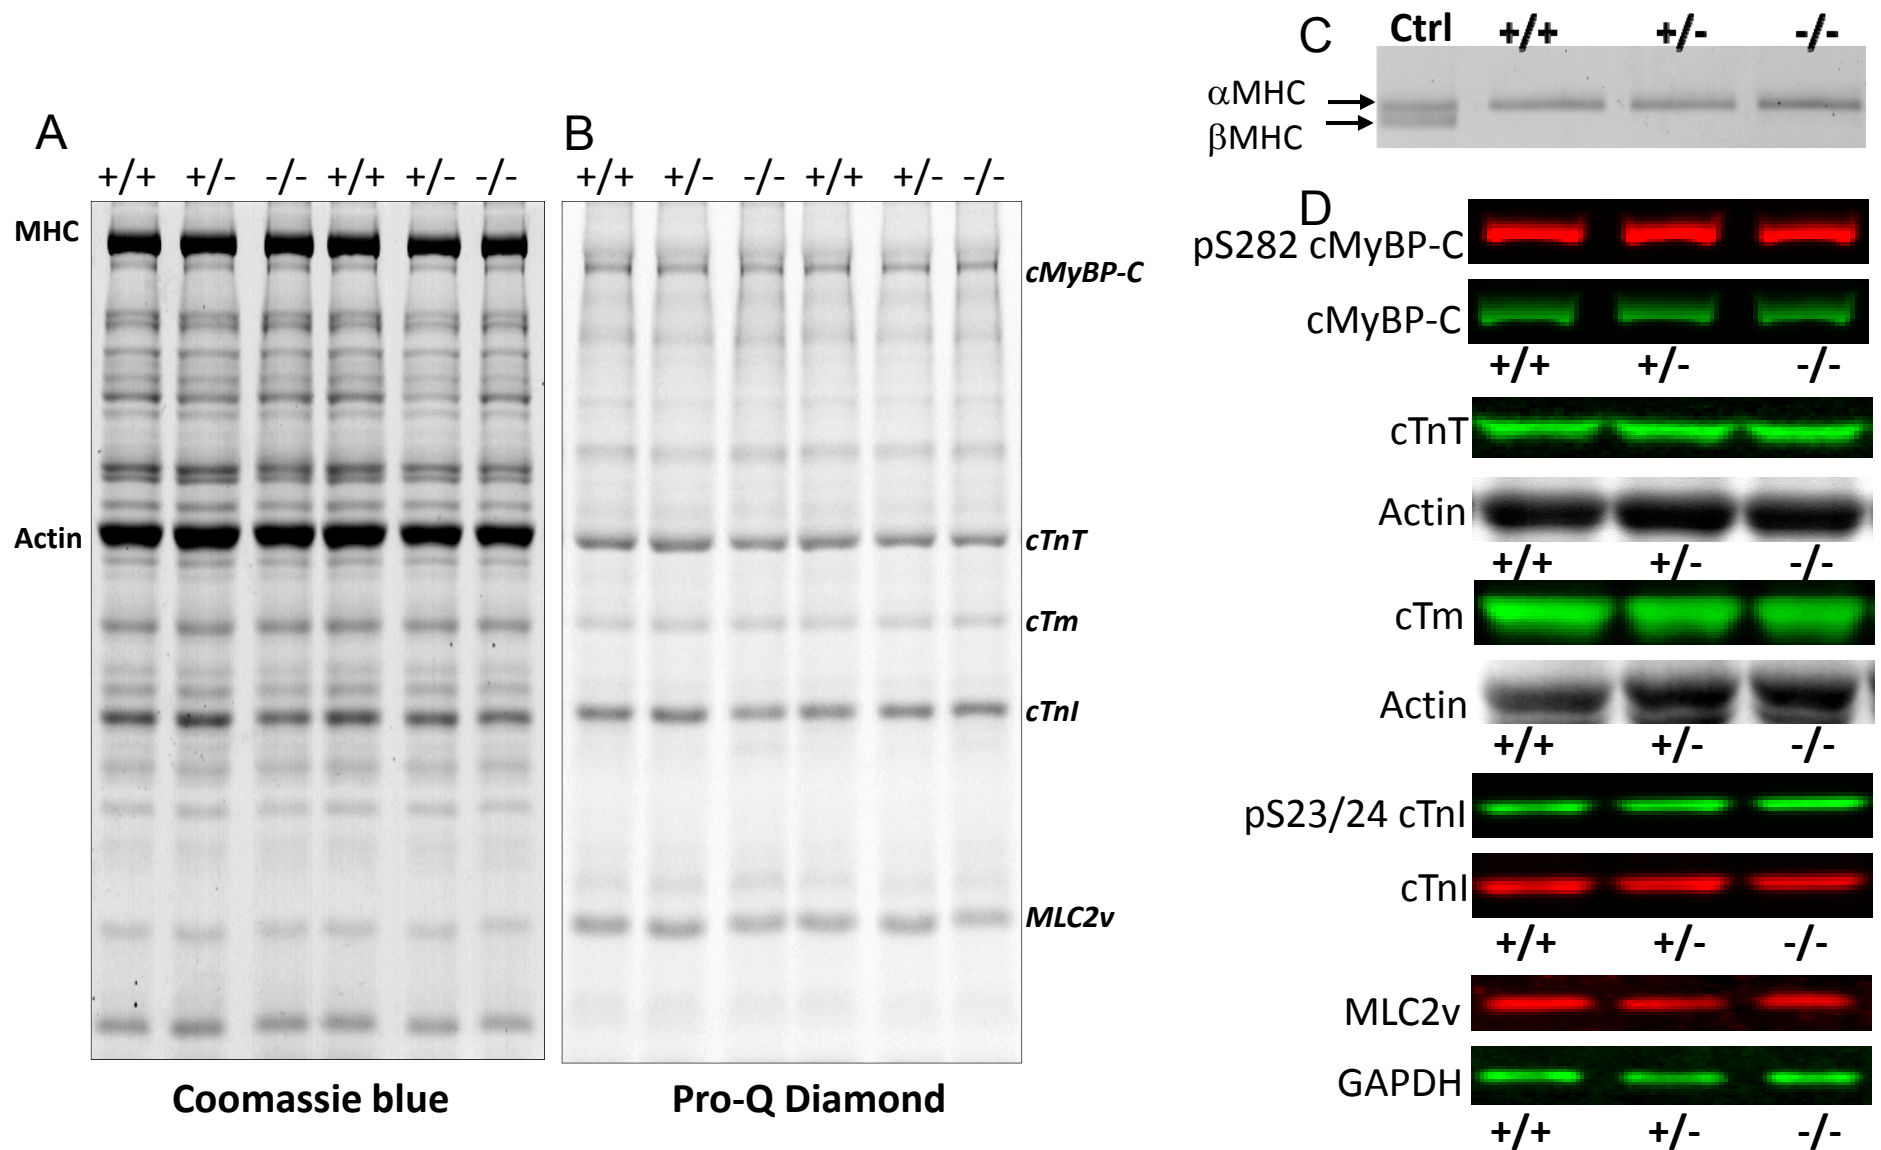 A
+/+ +/- -/- +/+ +/- -/-
MHC
Actin
Coomassie blue
B
+/+ +/- -/- +/+ +/- -/-
cMyBP-C
cTnT
cTm
cTnI
MLC2v
Pro-Q Diamond
C
Ctrl +/+ +/- -/-
αMHC
βMHC
D
pS282 cMyBP-C
cMyBP-C
+/+ +/- -/-
cTnT
Actin
+/+ +/- -/-
cTm
Actin
+/+ +/- -/-
pS23/24 cTnI
cTnI
+/+ +/- -/-
MLC2v
GAPDH
+/+ +/- -/-